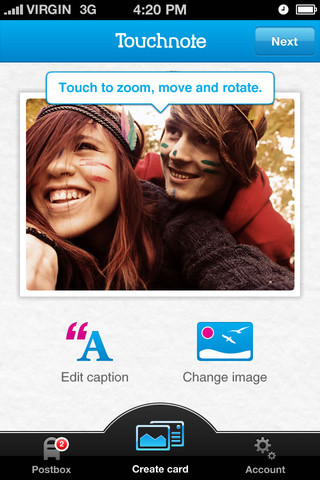 VIRGIN 3G 4:20 PM
Touchnote
Next
Touch to zoom, move and rotate.
“A
Edit caption
Change image
2
Postbox
Create card
Account